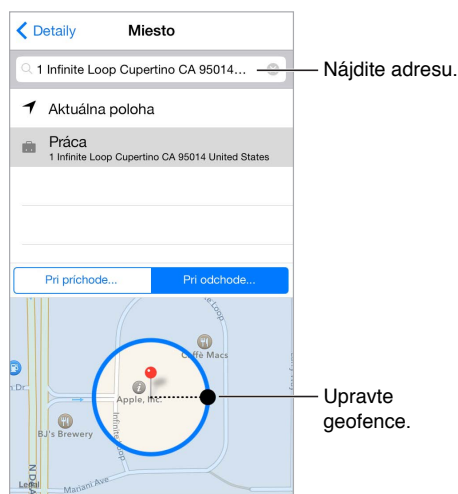 Detaily
Miesto
1 Infinite Loop Cupertino CA 95014...
Nájdite adresu.
Aktuálna poloha
Práca
1 Infinite Loop Cupertino CA 95014 United States
Pri príchode...
Pri odchode...
Loop
Caffè Macs
Apple, Inc.
n Dr
BJ's Brewery
Infinite Loop
Upravte
geofence.
N D
Legal
Mariani Ave